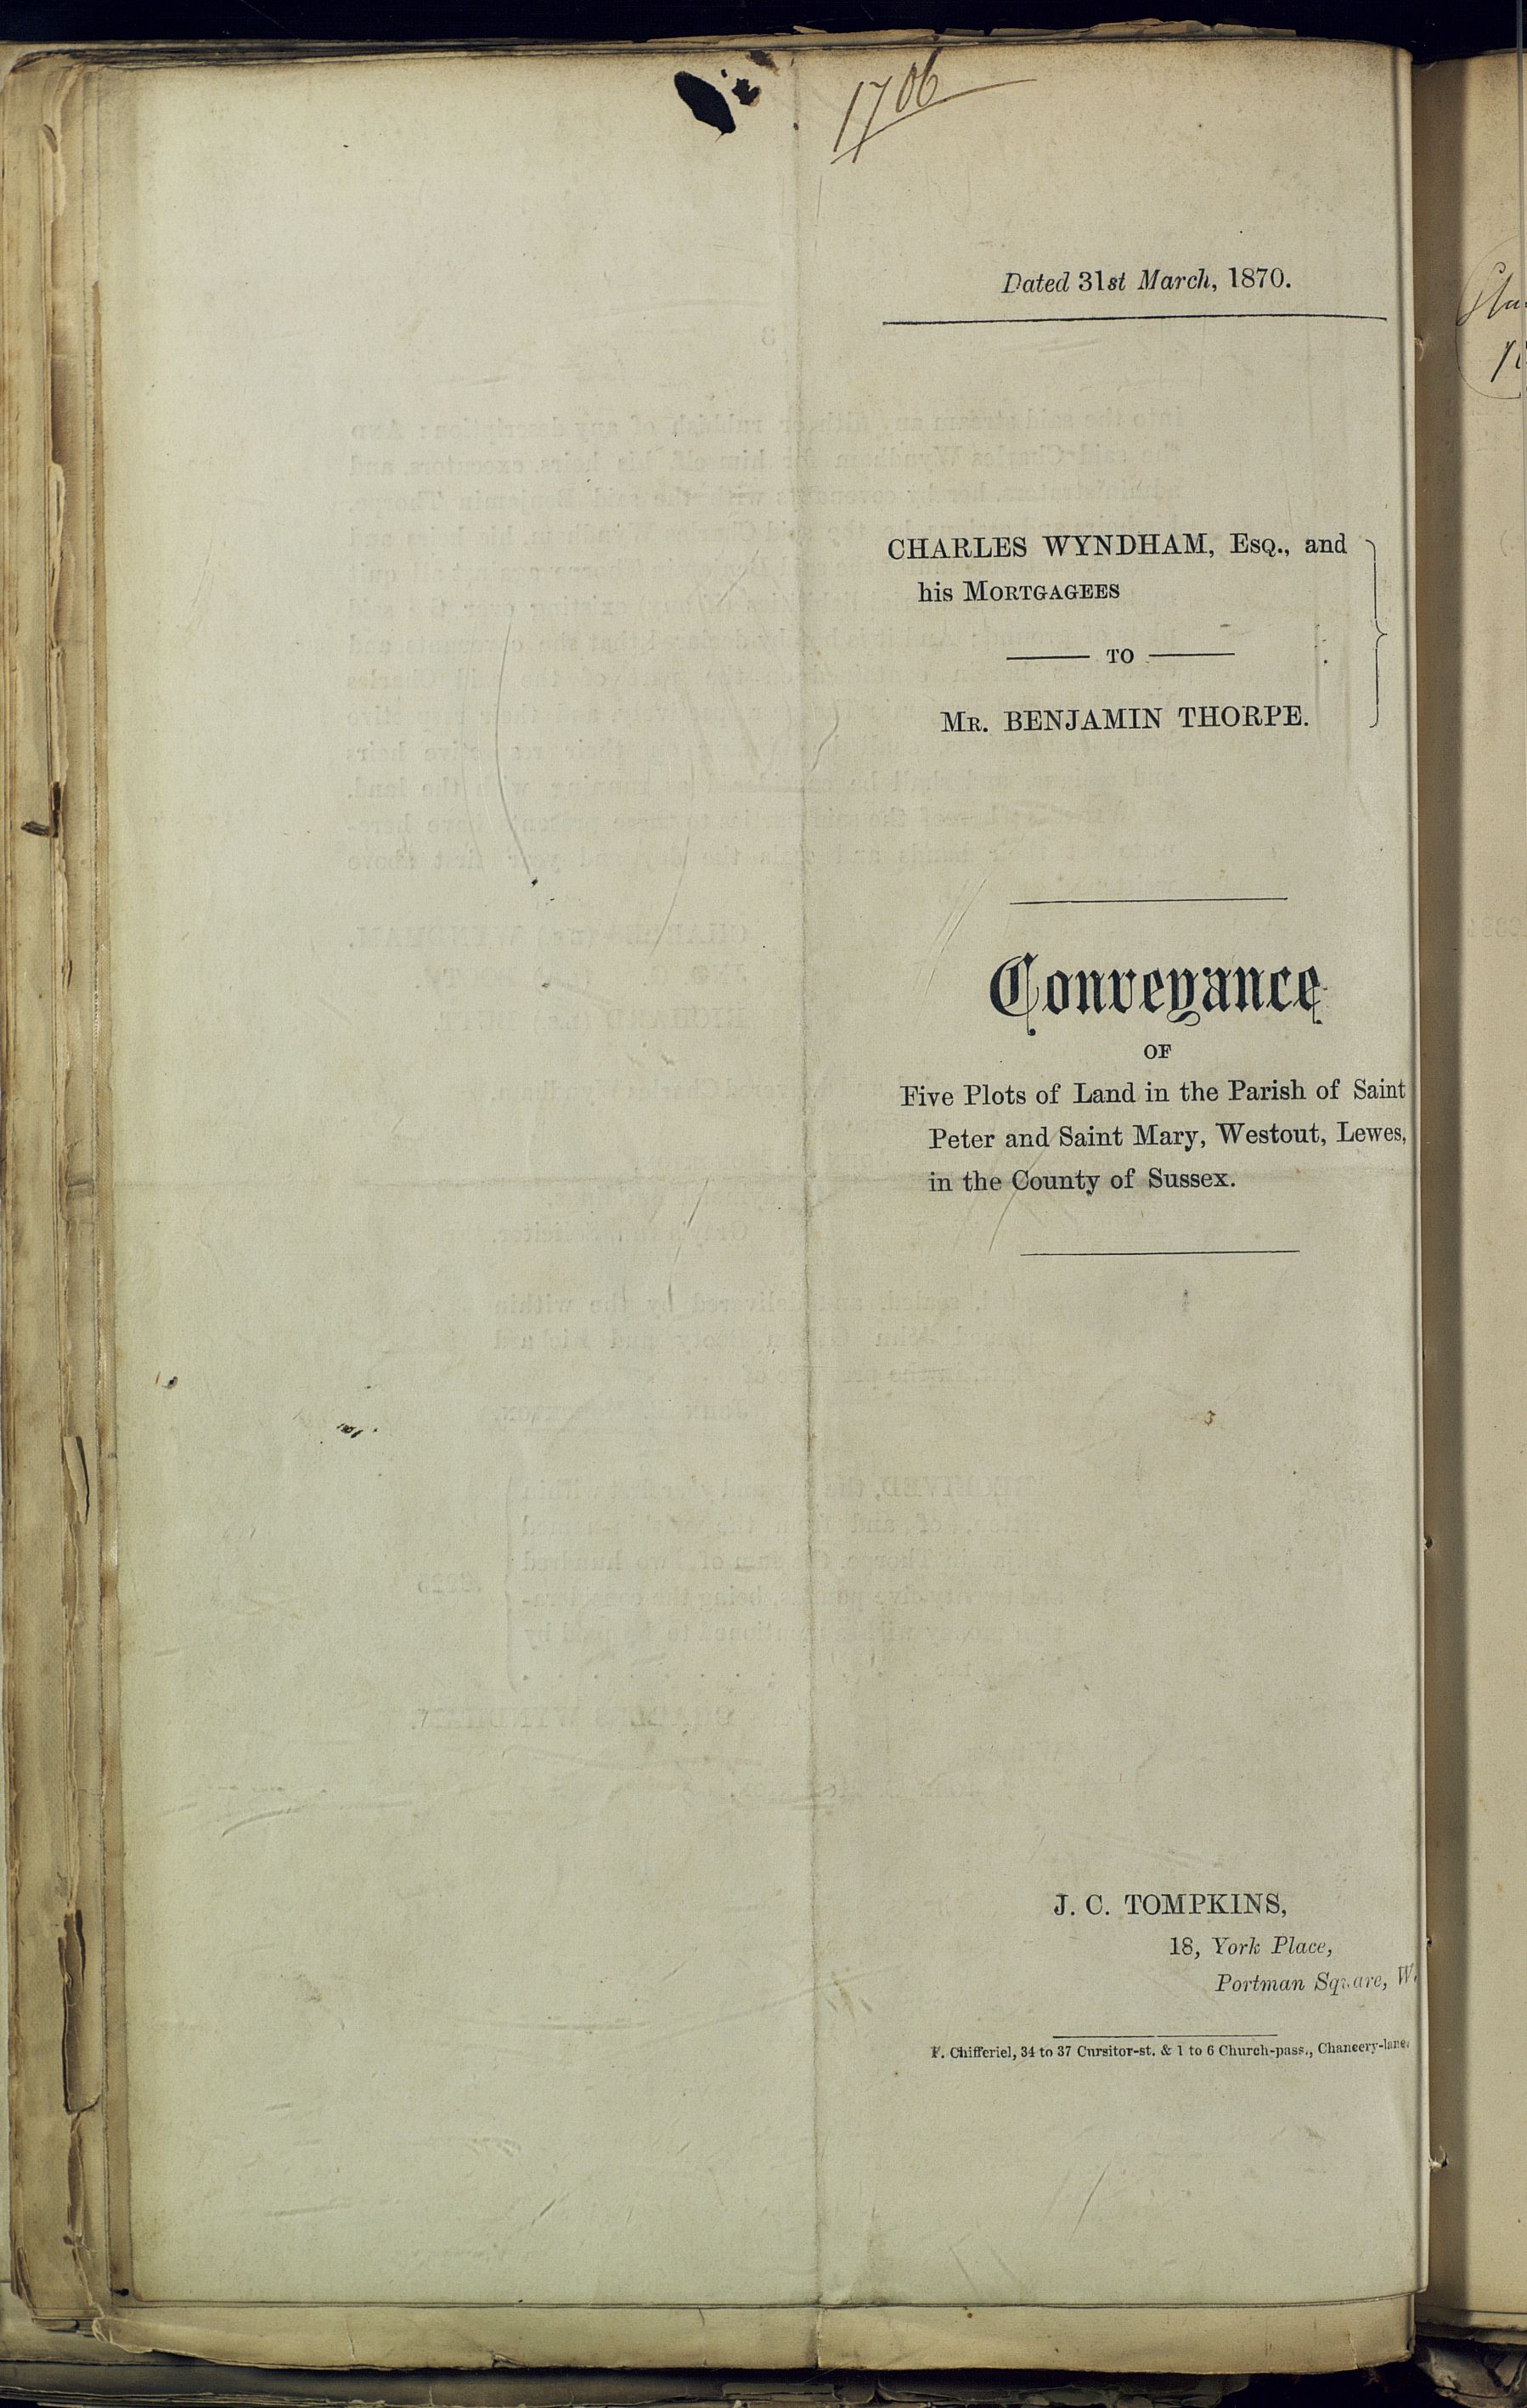 1706
Dated 31st March, 1870.
CHARLES WYNDHAM, Esq., and
his Mortgagees
TO
Mr. BENJAMIN THORPE.
Conveyance
OF
Five Plots of Land in the Parish of Saint
Peter and Saint Mary, Westout, Lewes,
in the County of Sussex.
J. C. TOMPKINS,
18, York Place,
Portman Square, W.
F. Chifferiel, 34 to 37 Cursitor-st. & 1 to 6 Church-pass., Chancery-lane.